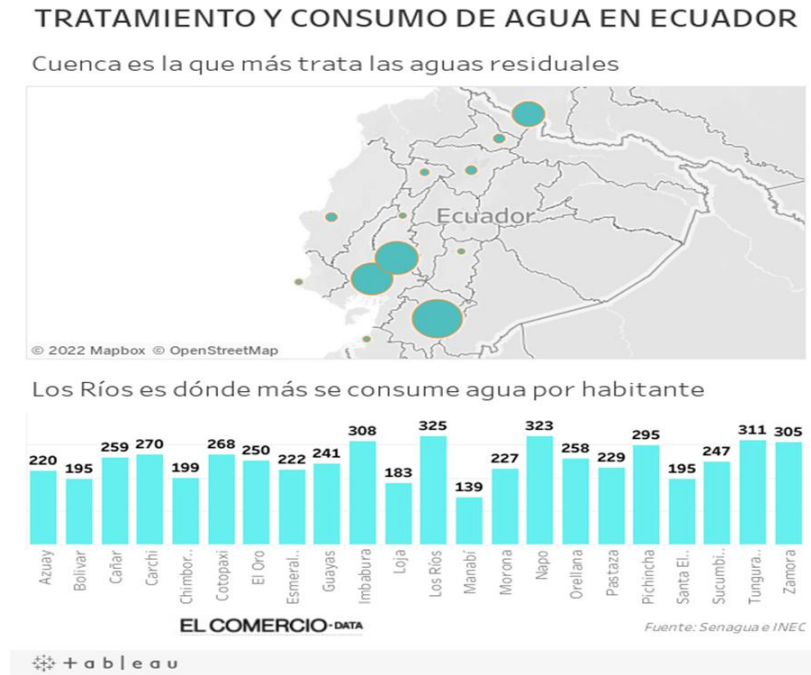 TRATAMIENTO Y CONSUMO DE AGUA EN ECUADOR
Cuenca es la que más trata las aguas residuales
Ecuador
© 2022 Mapbox © OpenStreetMap
Los Ríos es dónde más se consume agua por habitante
220 195 259 270 199 268 250 222 241 308 183 325 139 227 323 258 229 295 195 247 311 305
Azuay
Bolivar
Cañar
Carchi
Chimbor..
Cotopaxi
El Oro
Esmeral..
Guayas
Imbabura
Loja
Los Ríos
Manabí
Morona
Napo
Orellana
Pastaza
Pichincha
Santa El..
Sucumbi..
Tungura..
Zamora
EL COMERCIO-DATA
Fuente: Senagua e INEC
+ableau